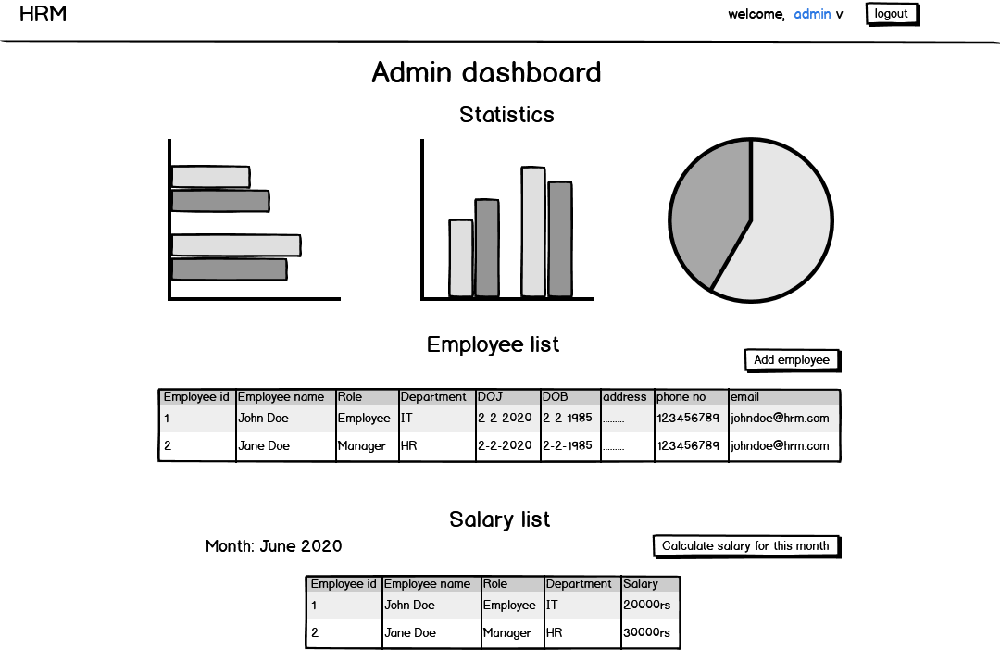 HRM welcome, admin v logout
Admin dashboard
Statistics
Employee list
Add employee
Employee id Employee name Role Department DOJ DOB address phone no email
1 John Doe Employee IT 2-2-2020 2-2-1985 ......... 123456789 johndoe@hrm.com
2 Jane Doe Manager HR 2-2-2020 2-2-1985 ......... 123456789 johndoe@hrm.com
Salary list
Month: June 2020 Calculate salary for this month
Employee id Employee name Role Department Salary
1 John Doe Employee IT 20000rs
2 Jane Doe Manager HR 30000rs